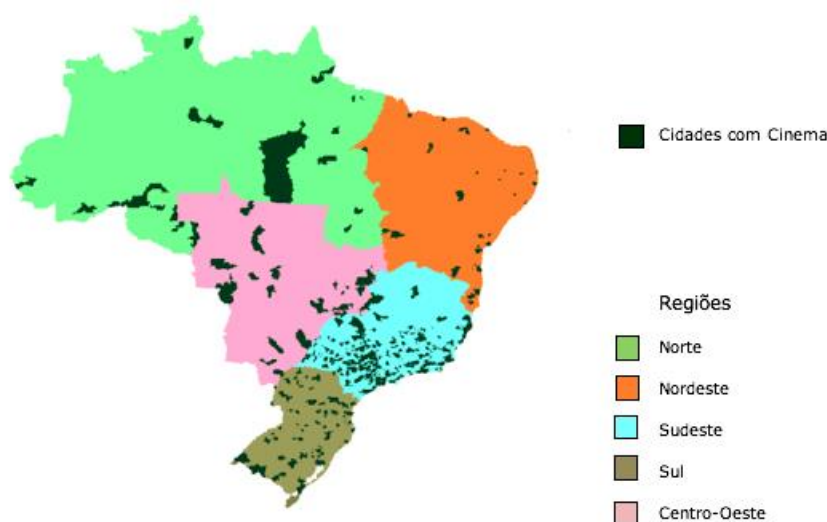 Cidades com Cinema
Regiões
Norte
Nordeste
Sudeste
Sul
Centro-Oeste